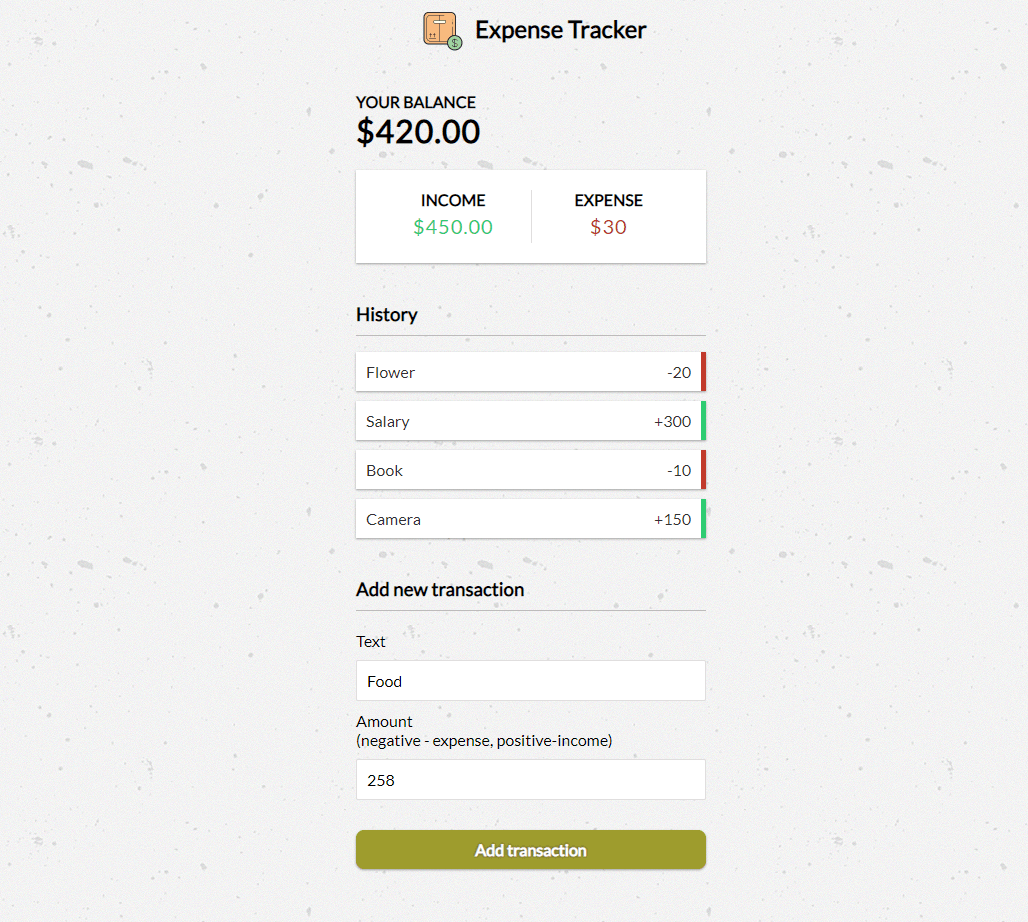 Expense Tracker
YOUR BALANCE
$420.00
INCOME EXPENSE
$450.00 $30
History
Flower -20
Salary +300
Book -10
Camera +150
Add new transaction
Text
Food
Amount
(negative - expense, positive-income)
258
Add transaction